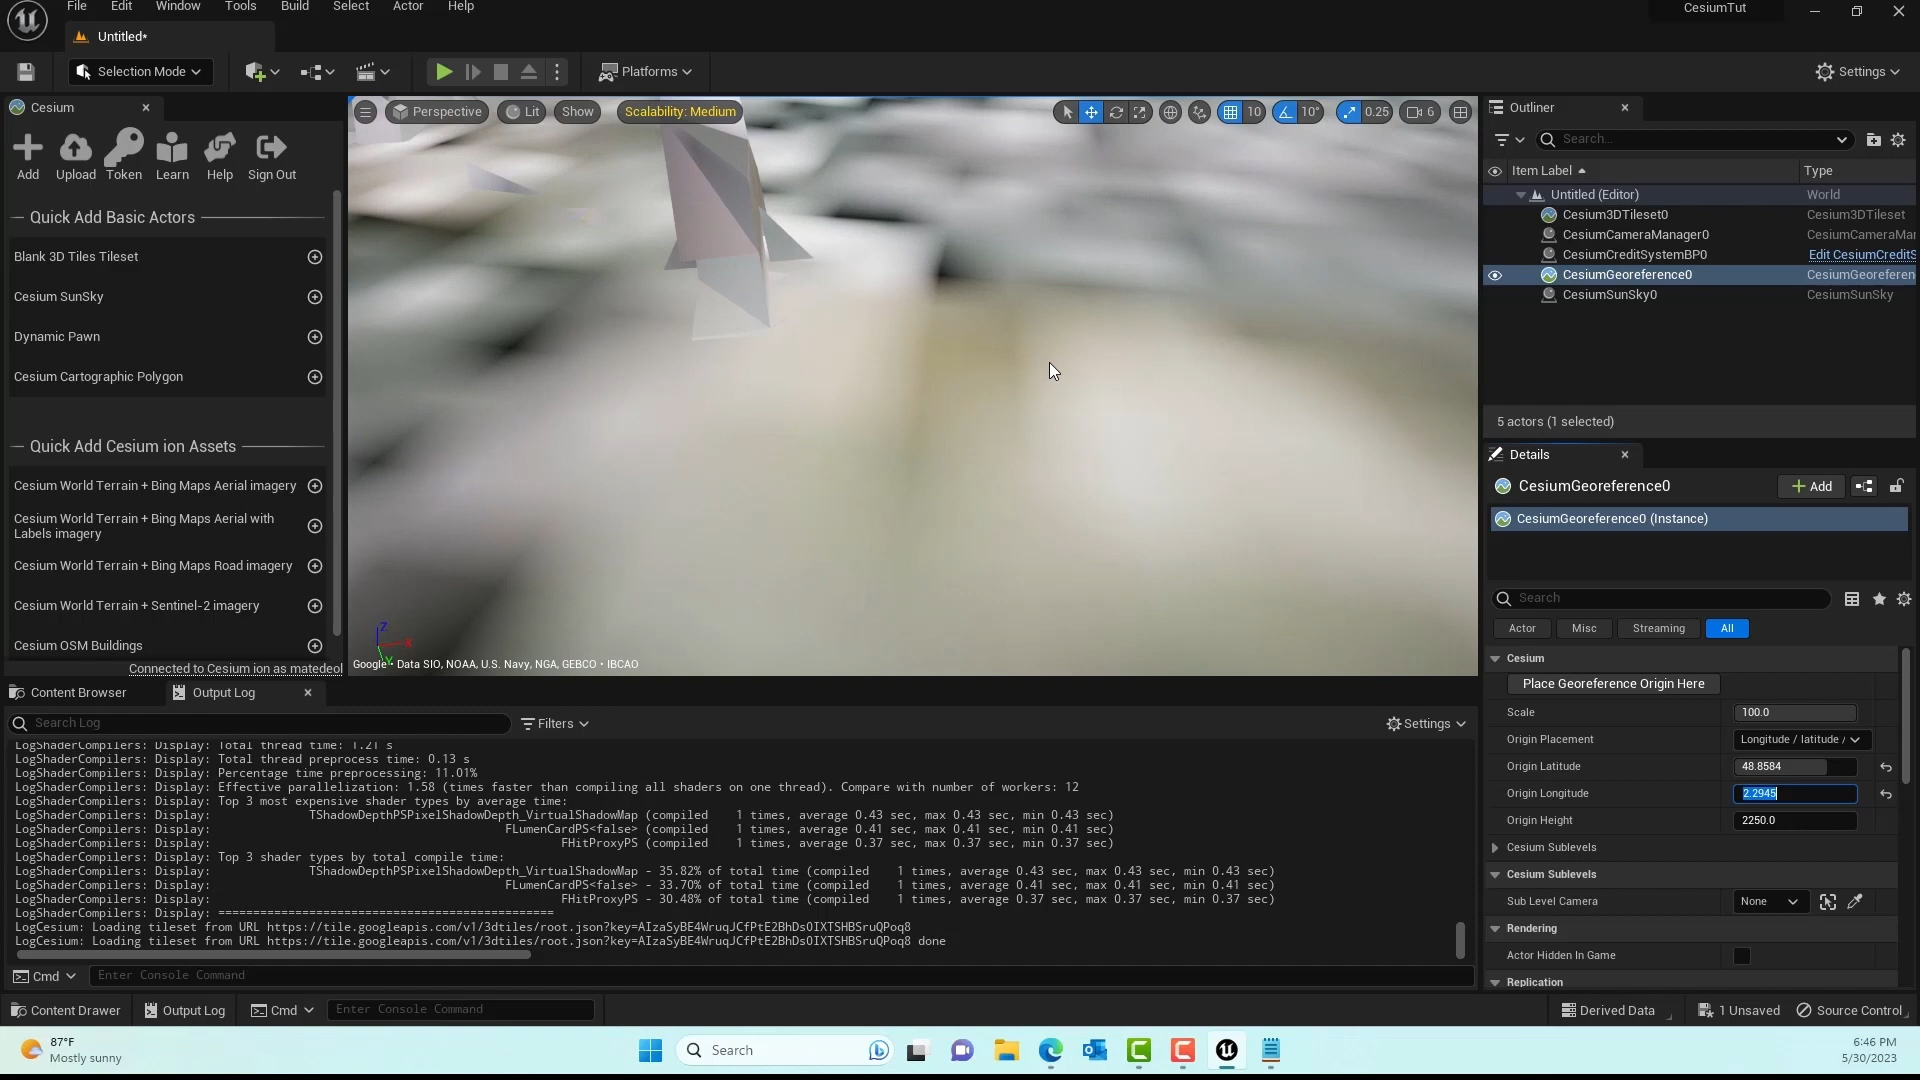 File Edit View Window Tools Build Select Actor Help CesiumTut
Untitled*
Selection Mode Platforms Settings
Cesium
Add Upload Token Learn Help Sign Out
Quick Add Basic Actors
Blank 3D Tiles Tileset
Cesium SunSky
Dynamic Pawn
Cesium Cartographic Polygon
Quick Add Cesium ion Assets
Cesium World Terrain + Bing Maps Aerial imagery
Cesium World Terrain + Bing Maps Aerial with
Labels imagery
Cesium World Terrain + Bing Maps Road imagery
Cesium World Terrain + Sentinel-2 imagery
Cesium OSM Buildings
Connected to Cesium ion as matedeol
Perspective Lit Show Scalability: Medium 10 10° 0.25 6
Z
X
Y
Google • Data SIO, NOAA, U.S. Navy, NGA, GEBCO • IBCAO
Outliner
Search...
Item Label Type
Untitled (Editor) World
Cesium3DTileset0 Cesium3DTileset
CesiumCameraManager0 CesiumCameraMar
CesiumCreditSystemBP0 Edit CesiumCreditS
CesiumGeoreference0 CesiumGeoreferen
CesiumSunSky0 CesiumSunSky
5 actors (1 selected)
Details
CesiumGeoreference0 Add
CesiumGeoreference0 (Instance)
Search
Actor Misc Streaming All
Cesium
Place Georeference Origin Here
Scale 100.0
Origin Placement Longitude / latitude /
Origin Latitude 48.8584
Origin Longitude 2.2945
Origin Height 2250.0
Cesium Sublevels
Cesium Sublevels
Sub Level Camera None
Rendering
Actor Hidden In Game
Replication
Content Browser Output Log
Search Log Filters Settings
LogShaderCompilers: Display: Total thread time: 1.21 s
LogShaderCompilers: Display: Total thread preprocess time: 0.13 s
LogShaderCompilers: Display: Percentage time preprocessing: 11.01%
LogShaderCompilers: Display: Effective parallelization: 1.58 (times faster than compiling all shaders on one thread). Compare with number of workers: 12
LogShaderCompilers: Display: Top 3 most expensive shader types by average time:
LogShaderCompilers: Display: TShadowDepthPSPixelShadowDepth_VirtualShadowMap (compiled 1 times, average 0.43 sec, max 0.43 sec, min 0.43 sec)
LogShaderCompilers: Display: FLumenCardPS<false> (compiled 1 times, average 0.41 sec, max 0.41 sec, min 0.41 sec)
LogShaderCompilers: Display: FHitProxyPS (compiled 1 times, average 0.37 sec, max 0.37 sec, min 0.37 sec)
LogShaderCompilers: Display: Top 3 shader types by total compile time:
LogShaderCompilers: Display: TShadowDepthPSPixelShadowDepth_VirtualShadowMap - 35.82% of total time (compiled 1 times, average 0.43 sec, max 0.43 sec, min 0.43 sec)
LogShaderCompilers: Display: FLumenCardPS<false> - 33.70% of total time (compiled 1 times, average 0.41 sec, max 0.41 sec, min 0.41 sec)
LogShaderCompilers: Display: FHitProxyPS - 30.48% of total time (compiled 1 times, average 0.37 sec, max 0.37 sec, min 0.37 sec)
LogShaderCompilers: Display: ================================================
LogCesium: Loading tileset from URL https://tile.googleapis.com/v1/3dtiles/root.json?key=AIzaSyBE4WruqJCfPtE2BhDs0IXTSHBSruQPoq8
LogCesium: Loading tileset from URL https://tile.googleapis.com/v1/3dtiles/root.json?key=AIzaSyBE4WruqJCfPtE2BhDs0IXTSHBSruQPoq8 done
Cmd Enter Console Command
Content Drawer Output Log Cmd Enter Console Command Derived Data 1 Unsaved Source Control
87°F
Mostly sunny
Search
6:46 PM
5/30/2023